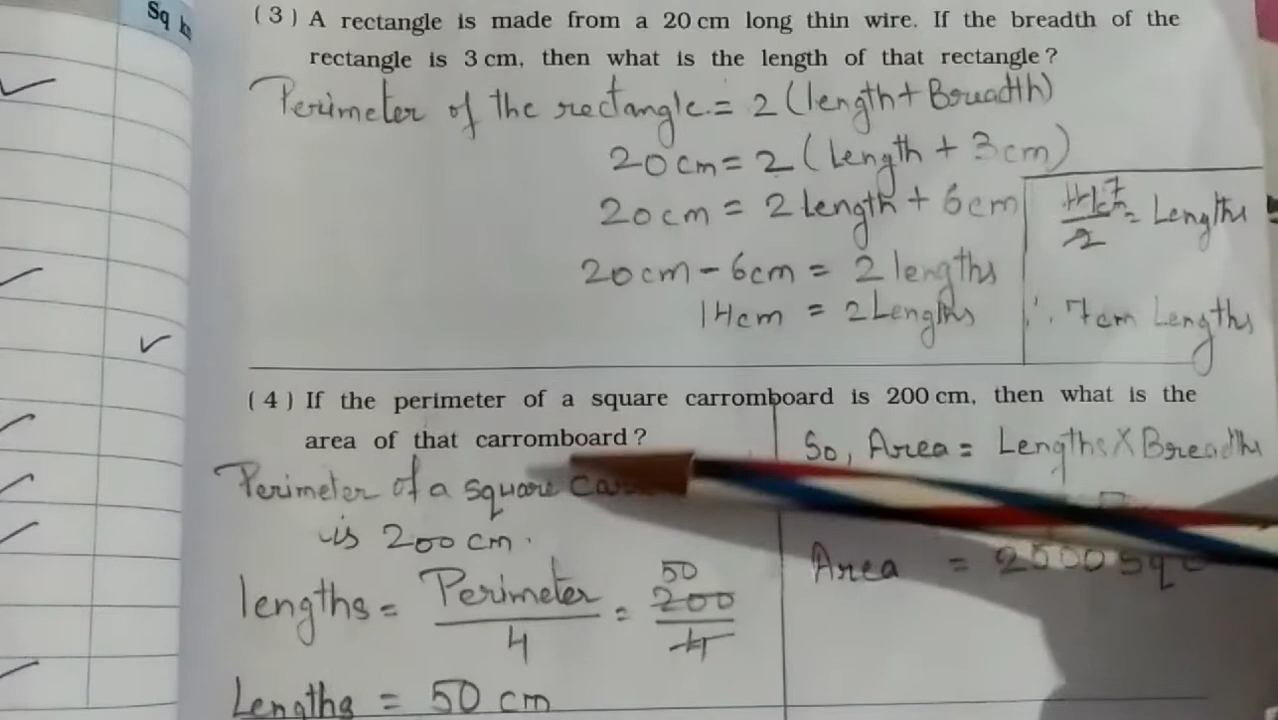 Sq k
(3) A rectangle is made from a 20 cm long thin wire. If the breadth of the
rectangle is 3 cm, then what is the length of that rectangle?
Perimeter of the rectangle = 2 (length + Breadth)
20 cm = 2 (Length + 3 cm)
20 cm = 2 length + 6 cm
20 cm - 6 cm = 2 lengths
14 cm = 2 Lengths
7
= Lengths
2
∴ 7 cm Lengths
(4) If the perimeter of a square carromboard is 200 cm, then what is the
area of that carromboard?
Perimeter of a square
is 200 cm.
lengths = Perimeter / 4 = 200 / 4
50
Lengths = 50 cm
So, Area = Lengths × Breadths
Area = 2500 sq